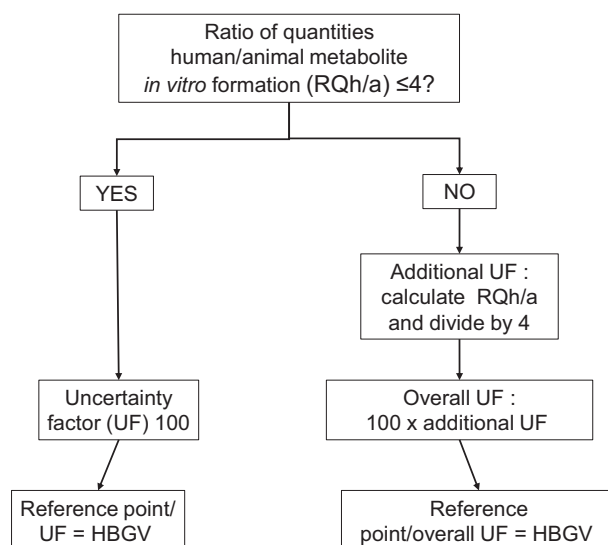 Ratio of quantities
human/animal metabolite
in vitro formation (RQh/a) ≤4?
YES
NO
Additional UF :
calculate RQh/a
and divide by 4
Uncertainty
factor (UF) 100
Overall UF :
100 x additional UF
Reference point/
UF = HBGV
Reference
point/overall UF = HBGV